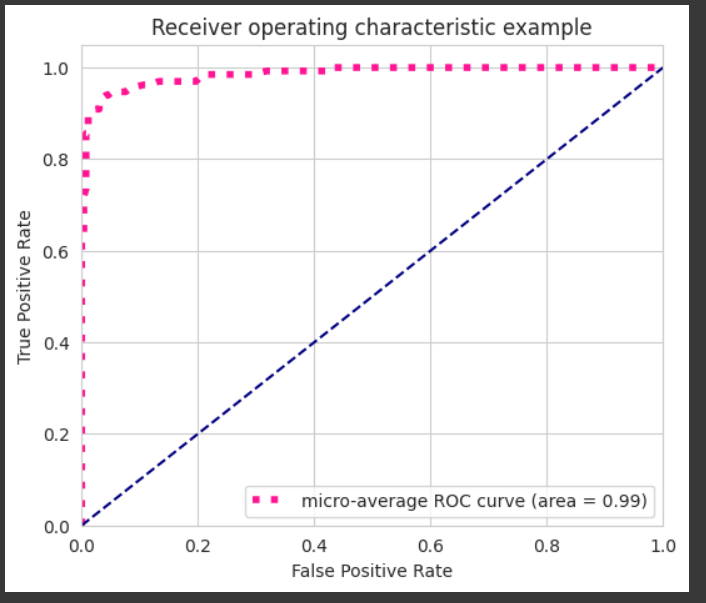 Receiver operating characteristic example
1.0
0.8
0.6
0.4
0.2
0.0
True Positive Rate
micro-average ROC curve (area = 0.99)
0.0 0.2 0.4 0.6 0.8 1.0
False Positive Rate